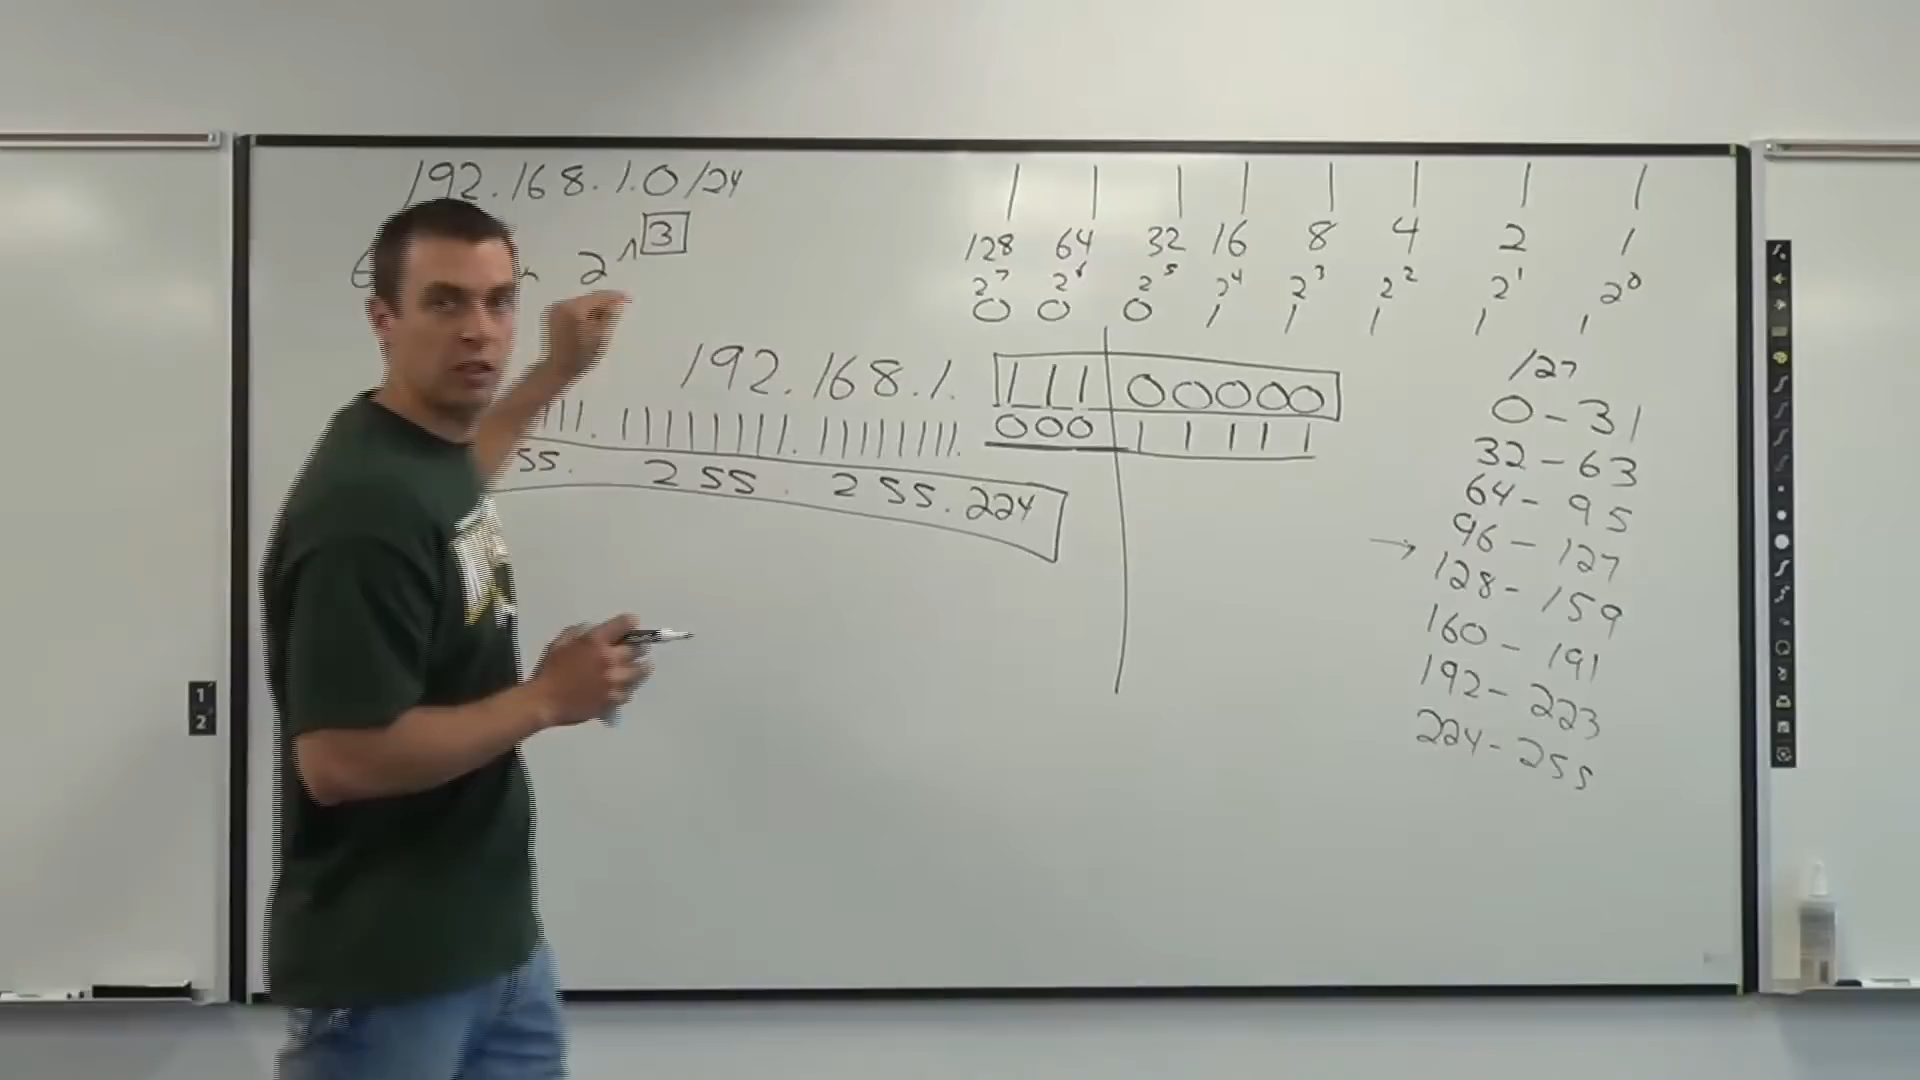 192.168.1.0/24
2^3
192.168.1. 111 00000
1111. 11111111. 11111111. 000 11111
55. 255. 255. 224
1 1 1 1 1 1 1 1
128 64 32 16 8 4 2 1
2^7 2^6 2^5 2^4 2^3 2^2 2^1 2^0
0 0 0 1 1 1 1 1
/27
0-31
32-63
64-95
96-127
→ 128-159
160-191
192-223
224-255
1
2